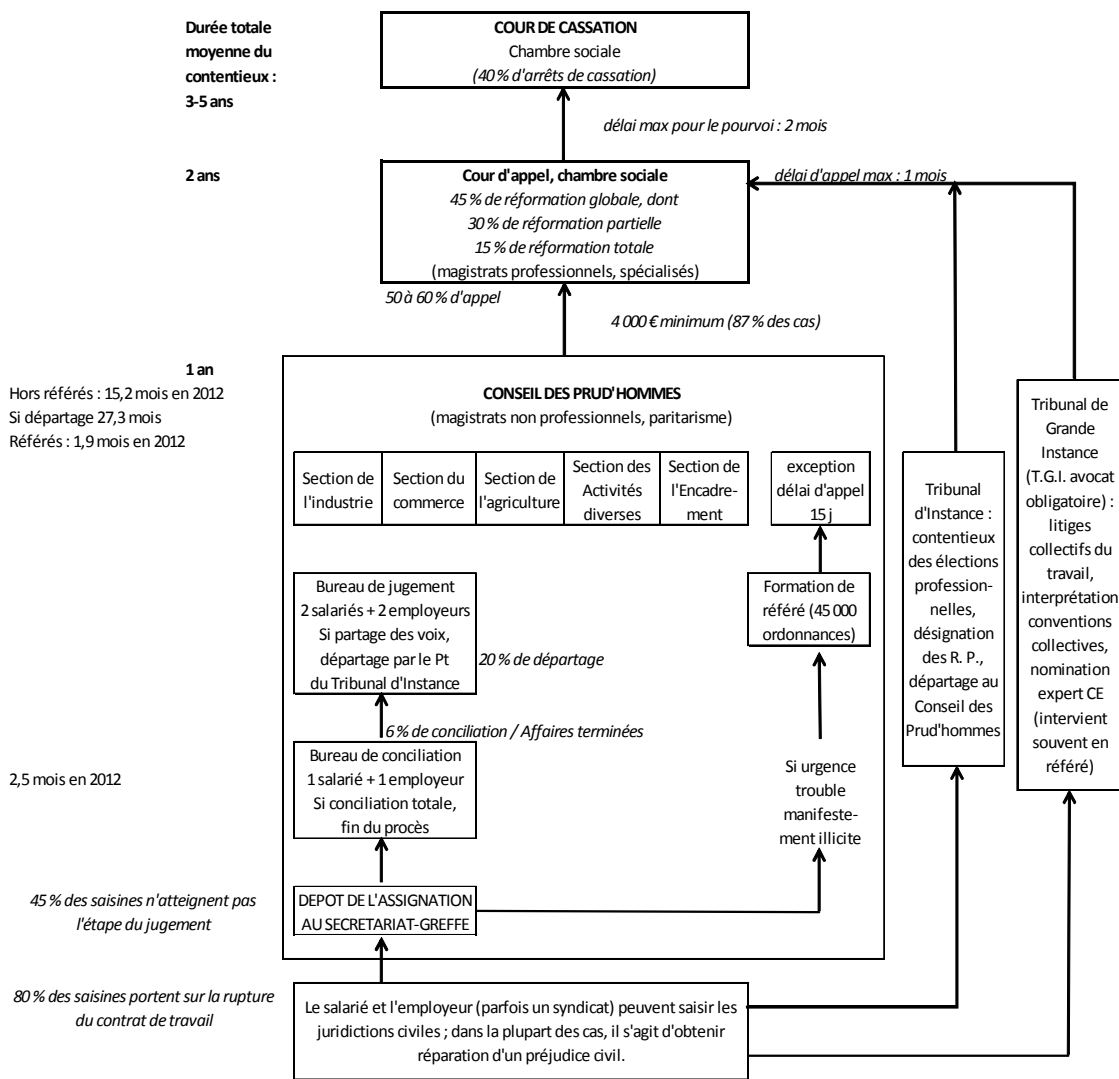 Durée totale
moyenne du
contentieux :
3-5 ans
COUR DE CASSATION
Chambre sociale
(40 % d'arrêts de cassation)
délai max pour le pourvoi : 2 mois
2 ans
Cour d'appel, chambre sociale
45 % de réformation globale, dont
30 % de réformation partielle
15 % de réformation totale
(magistrats professionnels, spécialisés)
délai d'appel max : 1 mois
50 à 60 % d'appel
4 000 € minimum (87 % des cas)
1 an
Hors référés : 15,2 mois en 2012
Si départage 27,3 mois
Référés : 1,9 mois en 2012
CONSEIL DES PRUD'HOMMES
(magistrats non professionnels, paritarisme)
Section de
l'industrie
Section du
commerce
Section de
l'agriculture
Section des
Activités
diverses
Section de
l'Encadre-
ment
exception
délai d'appel
15 j
Bureau de jugement
2 salariés + 2 employeurs
Si partage des voix,
départage par le Pt
du Tribunal d'Instance
20 % de départage
Formation de
référé (45 000
ordonnances)
6 % de conciliation / Affaires terminées
2,5 mois en 2012
Bureau de conciliation
1 salarié + 1 employeur
Si conciliation totale,
fin du procès
Si urgence
trouble
manifeste-
ment illicite
45 % des saisines n'atteignent pas
l'étape du jugement
DEPOT DE L'ASSIGNATION
AU SECRETARIAT-GREFFE
Tribunal
d'Instance :
contentieux
des élections
profession-
nelles,
désignation
des R. P.,
départage au
Conseil des
Prud'hommes
Tribunal de
Grande
Instance
(T.G.I. avocat
obligatoire) :
litiges
collectifs du
travail,
interprétation
conventions
collectives,
nomination
expert CE
(intervient
souvent en
référé)
80 % des saisines portent sur la rupture
du contrat de travail
Le salarié et l'employeur (parfois un syndicat) peuvent saisir les
juridictions civiles ; dans la plupart des cas, il s'agit d'obtenir
réparation d'un préjudice civil.